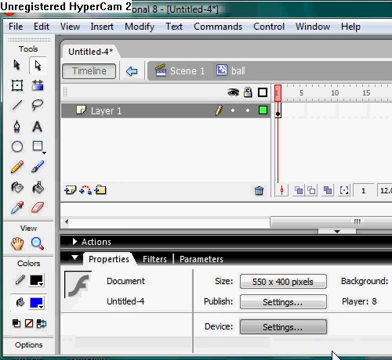 Unregistered HyperCam 2
onal 8 - [Untitled-4*]
File Edit View Insert Modify Text Commands Control Window Help
Tools
Untitled-4*
Timeline Scene 1 ball
1 5 10 15
Layer 1
1 12.0
View
Colors
Options
Actions
Properties Filters Parameters
Document Size: 550 x 400 pixels Background:
Untitled-4 Publish: Settings... Player: 8
Device: Settings...